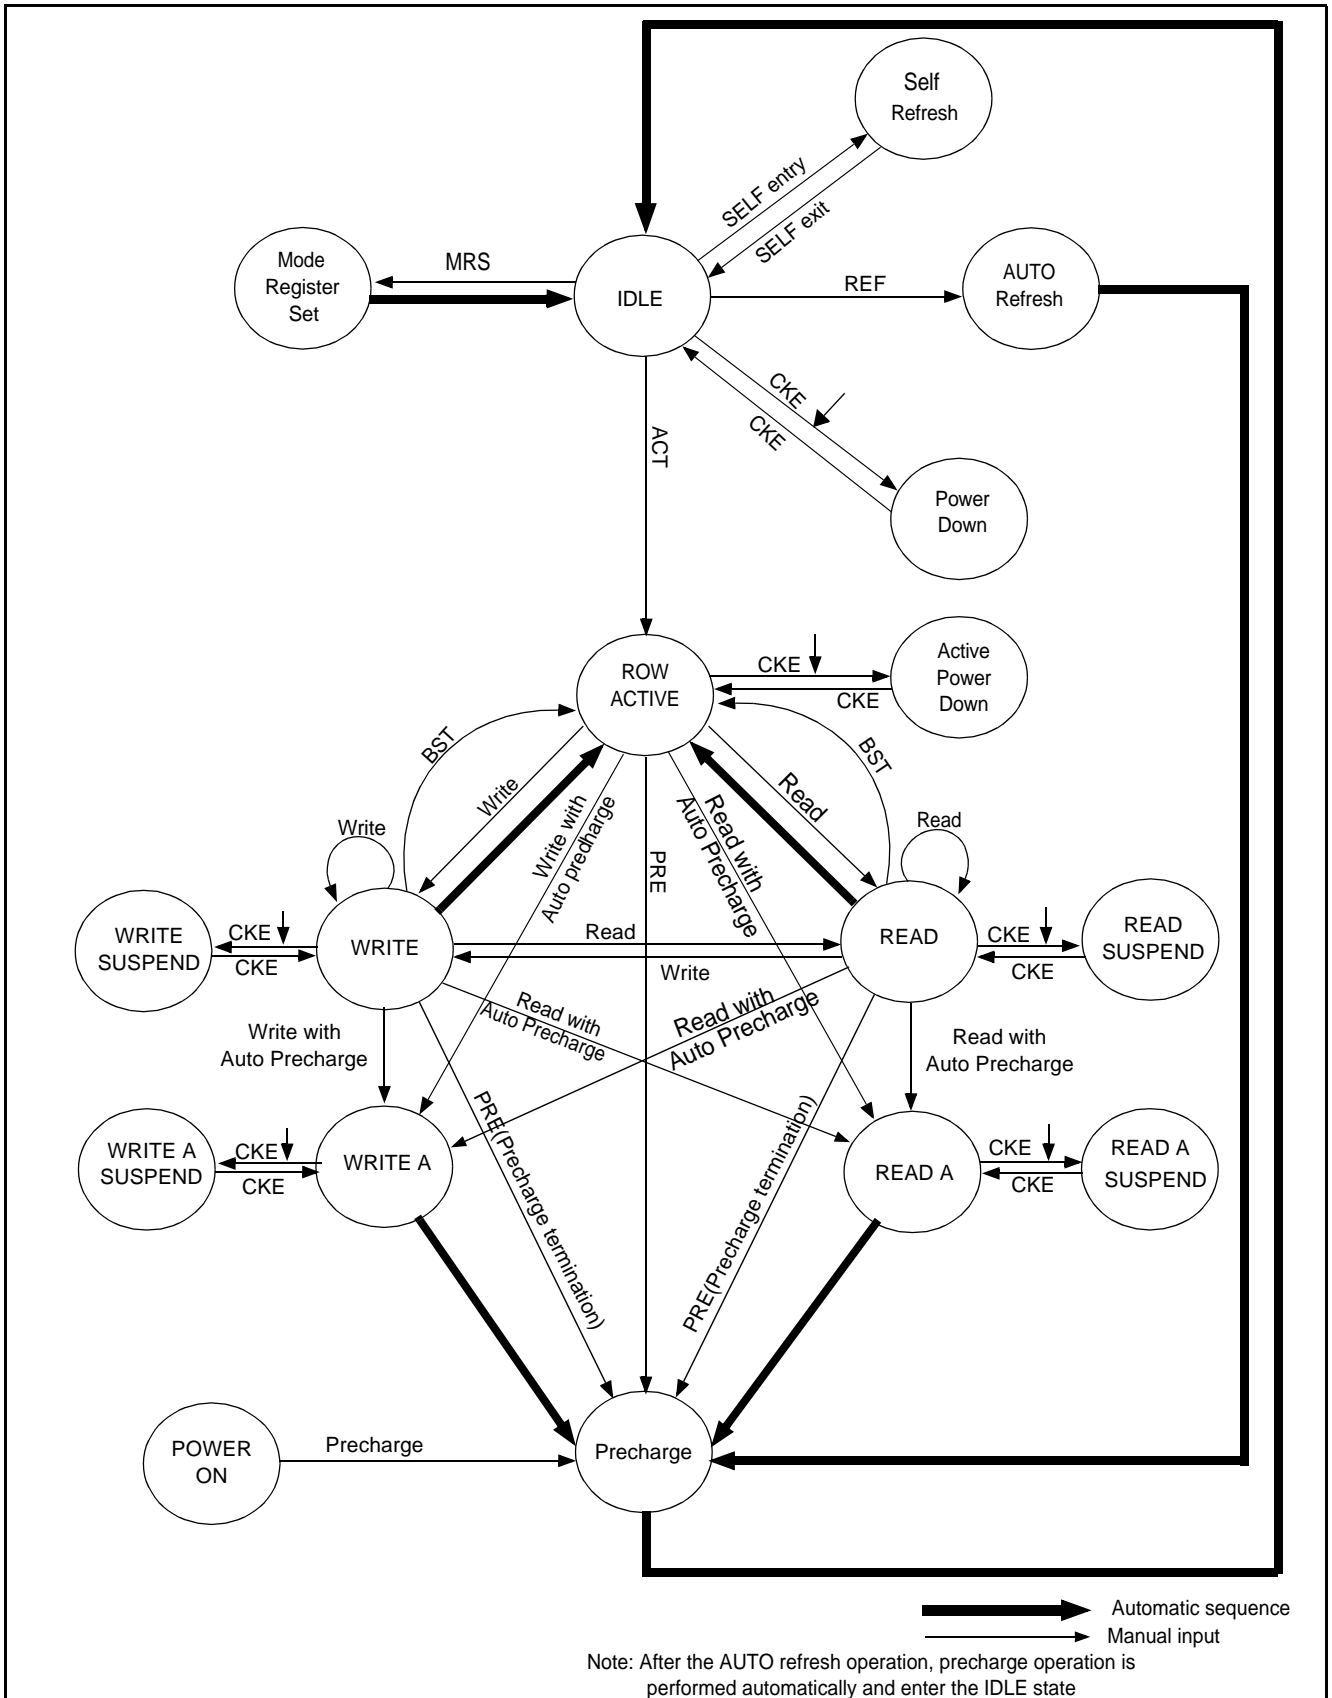 Self
Refresh
SELF entry
SELF exit
Mode
Register
Set
MRS
IDLE
REF
AUTO
Refresh
CKE
CKE
ACT
Power
Down
ROW
ACTIVE
CKE
CKE
Active
Power
Down
BST
Write
Write with
Auto predharge
PRE
Read with
Auto Precharge
Read
BST
Write
Read
WRITE
SUSPEND
CKE
CKE
WRITE
Read
Write
READ
CKE
CKE
READ
SUSPEND
Write with
Auto Precharge
Read with
Auto Precharge
Read with
Auto Precharge
Read with
Auto Precharge
PRE(Precharge termination)
PRE(Precharge termination)
WRITE A
SUSPEND
CKE
CKE
WRITE A
READ A
CKE
CKE
READ A
SUSPEND
POWER
ON
Precharge
Precharge
Automatic sequence
Manual input
Note: After the AUTO refresh operation, precharge operation is
performed automatically and enter the IDLE state